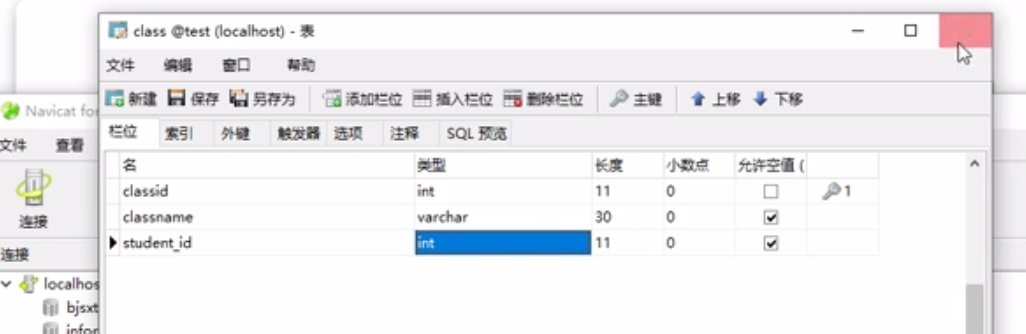 class @test (localhost) - 表
文件 编辑 窗口 帮助
新建 保存 另存为 添加栏位 插入栏位 删除栏位 主键 上移 下移
栏位 索引 外键 触发器 选项 注释 SQL 预览
名 类型 长度 小数点 允许空值 (
classid int 11 0 1
classname varchar 30 0
student_id int 11 0
Navicat for
文件 查看
连接
连接
localhos
bjsxt
infor